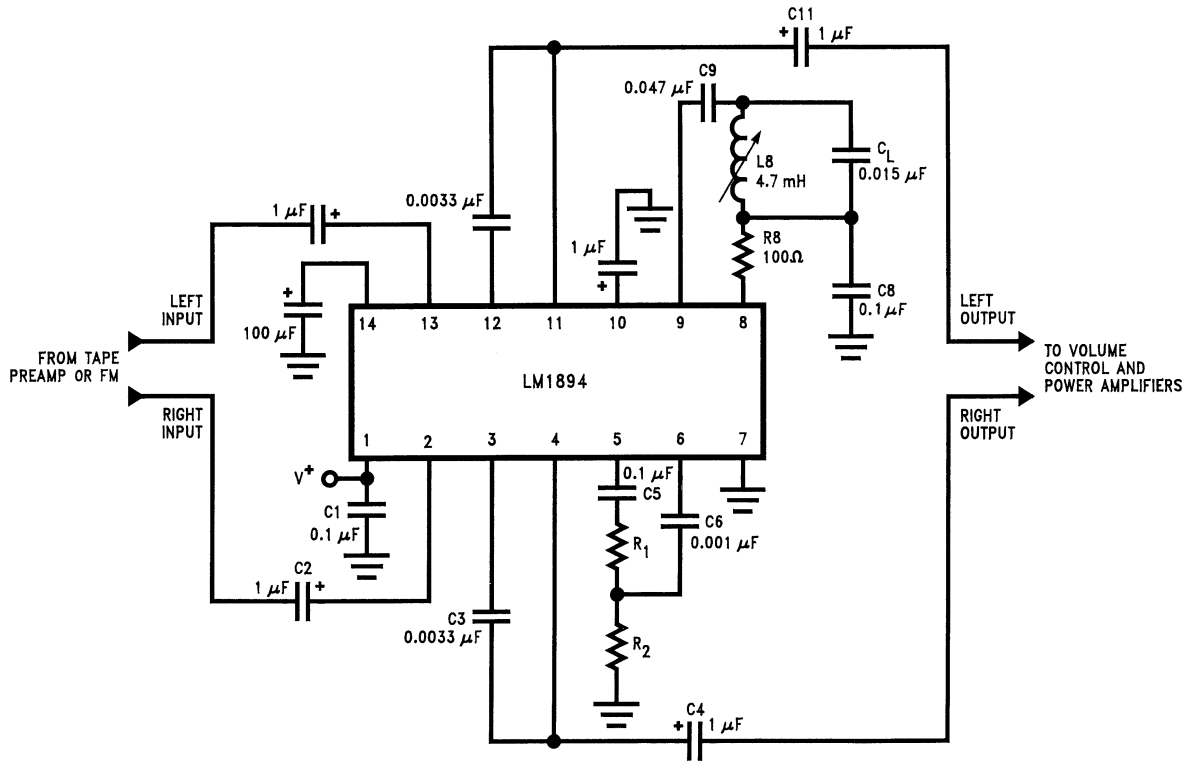 C11
+ 1 μF
C9
0.047 μF
L8
4.7 mH
CL
0.015 μF
0.0033 μF
1 μF +
1 μF
+
R8
100Ω
C8
0.1 μF
+
100 μF
LEFT
INPUT
LEFT
OUTPUT
14 13 12 11 10 9 8
FROM TAPE
PREAMP OR FM
LM1894
TO VOLUME
CONTROL AND
POWER AMPLIFIERS
RIGHT
INPUT
RIGHT
OUTPUT
1 2 3 4 5 6 7
V+
0.1 μF
C5
C1
0.1 μF
R1
C6
0.001 μF
C2
1 μF +
C3
0.0033 μF
R2
C4
+ 1 μF